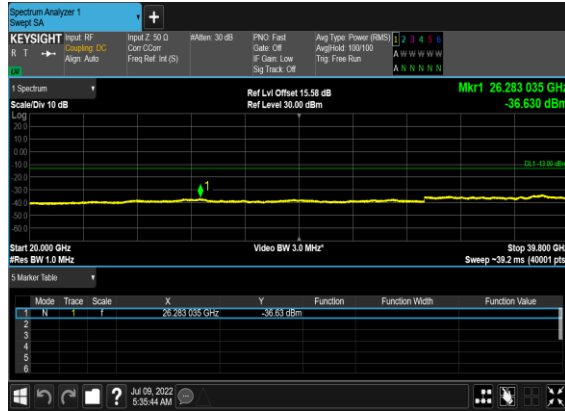 Spectrum Analyzer 1
Swept SA
KEYSIGHT Input: RF Input Z: 50 Ω #Atten: 30 dB PNO: Fast Avg Type: Power (RMS) 1 2 3 4 5 6
R T Coupling: DC Corr CCorr Gate: Off Avg|Hold: 100/100 A W W W W W
Align: Auto Freq Ref: Int (S) IF Gain: Low Trig: Free Run
Sig Track: Off A N N N N N
1 Spectrum Ref Lvl Offset 15.58 dB Mkr1 26.283 035 GHz
Scale/Div 10 dB Ref Level 30.00 dBm -36.630 dBm
Log
20.0
10.0
0.00
-10.0 DL1 -13.00 dBm
-20.0
1
-30.0
-40.0
-50.0
-60.0
Start 20.000 GHz Video BW 3.0 MHz* Stop 39.800 GHz
#Res BW 1.0 MHz Sweep ~39.2 ms (40001 pts)
5 Marker Table
Mode Trace Scale X Y Function Function Width Function Value
1 N 1 f 26.283 035 GHz -36.63 dBm
2
3
4
5
6
? Jul 09, 2022
5:35:44 AM